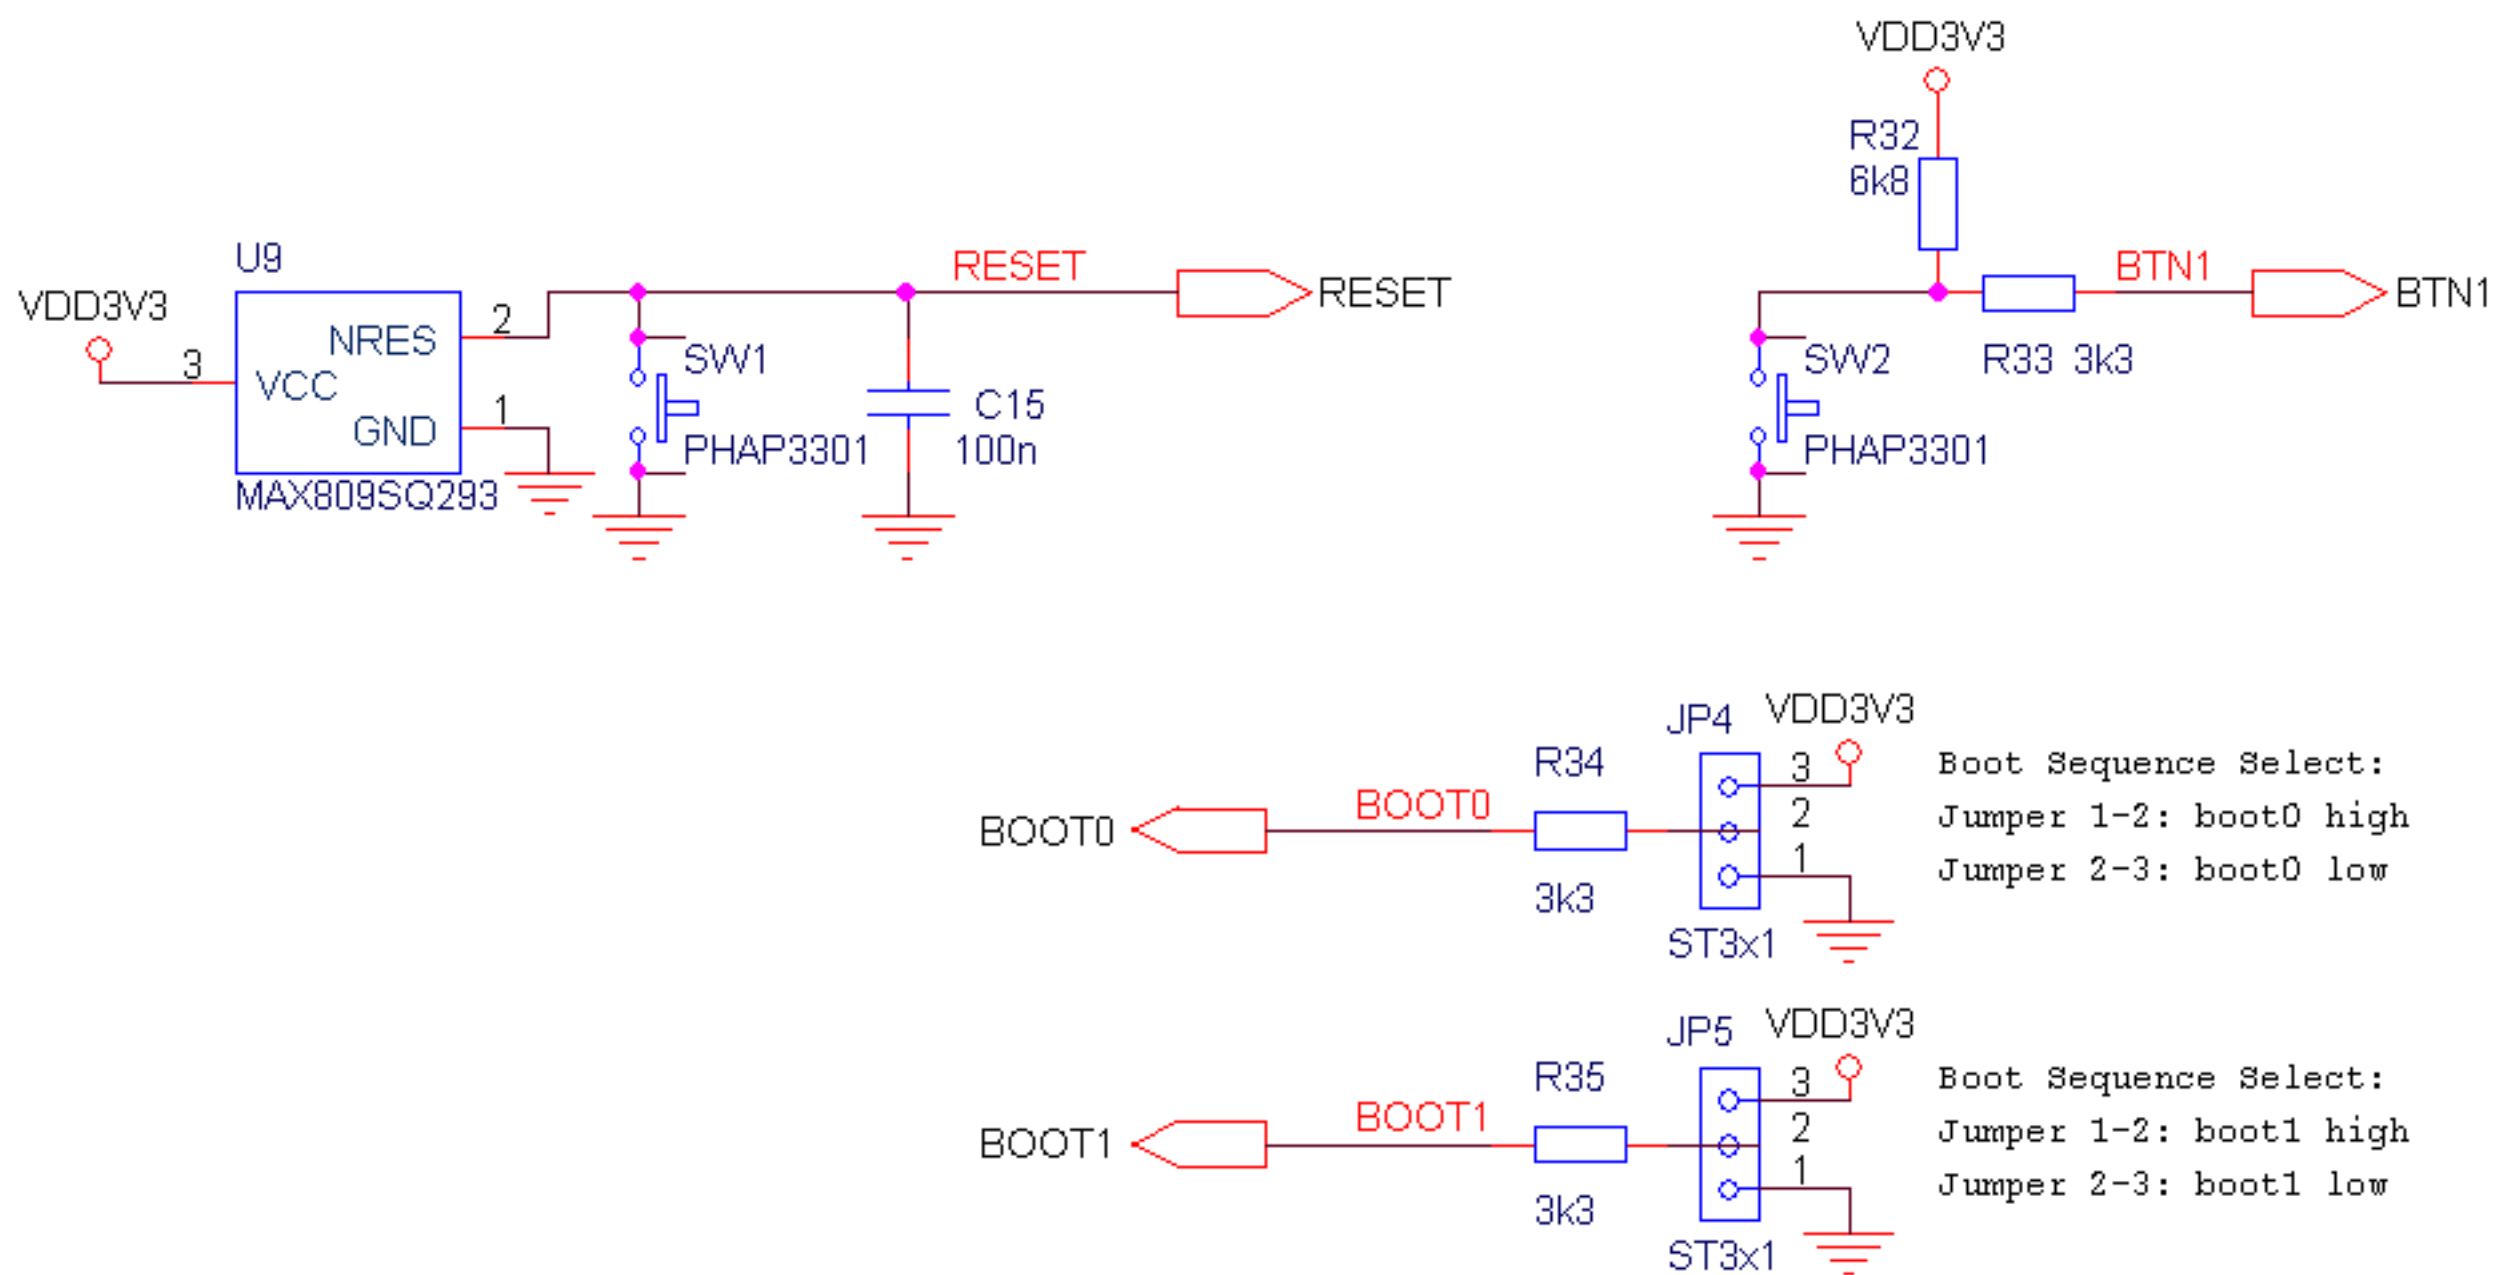 VDD3V3
R32
6k8
U9
VDD3V3
3
VCC
NRES
2
GND
1
MAX809SQ293
RESET
RESET
SW1
PHAP3301
C15
100n
BTN1
BTN1
SW2
PHAP3301
R33 3k3
JP4
VDD3V3
R34
3
2
1
BOOT0
BOOT0
3k3
ST3x1
Boot Sequence Select:
Jumper 1-2: boot0 high
Jumper 2-3: boot0 low
JP5
VDD3V3
R35
3
2
1
BOOT1
BOOT1
3k3
ST3x1
Boot Sequence Select:
Jumper 1-2: boot1 high
Jumper 2-3: boot1 low